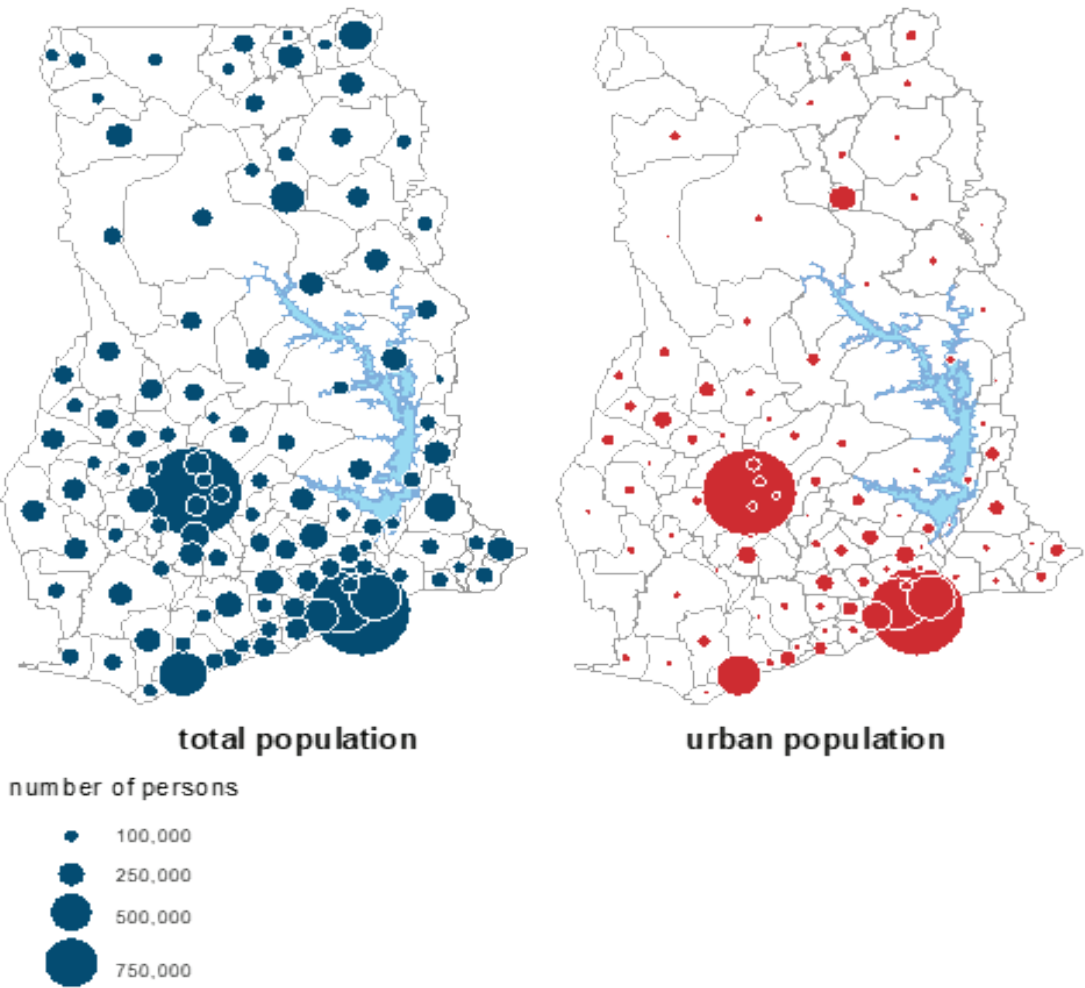 total population
urban population
number of persons
100,000
250,000
500,000
750,000